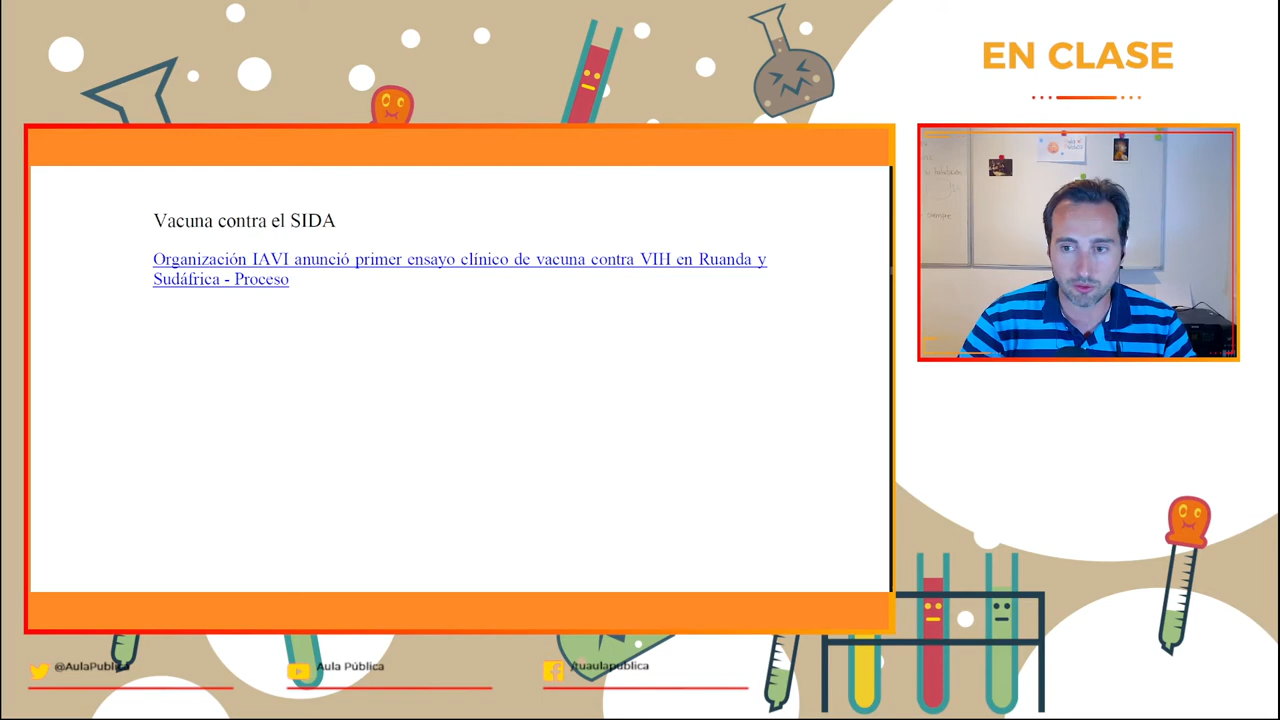 EN CLASE
Vacuna contra el SIDA
Organización IAVI anunció primer ensayo clínico de vacuna contra VIH en Ruanda y
Sudáfrica - Proceso
@AulaPublica
Aula Pública
/tuaulapublica